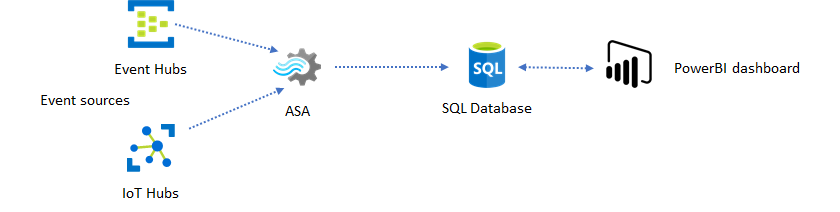 Event Hubs
Event sources
IoT Hubs
ASA
SQL
SQL Database
PowerBI dashboard